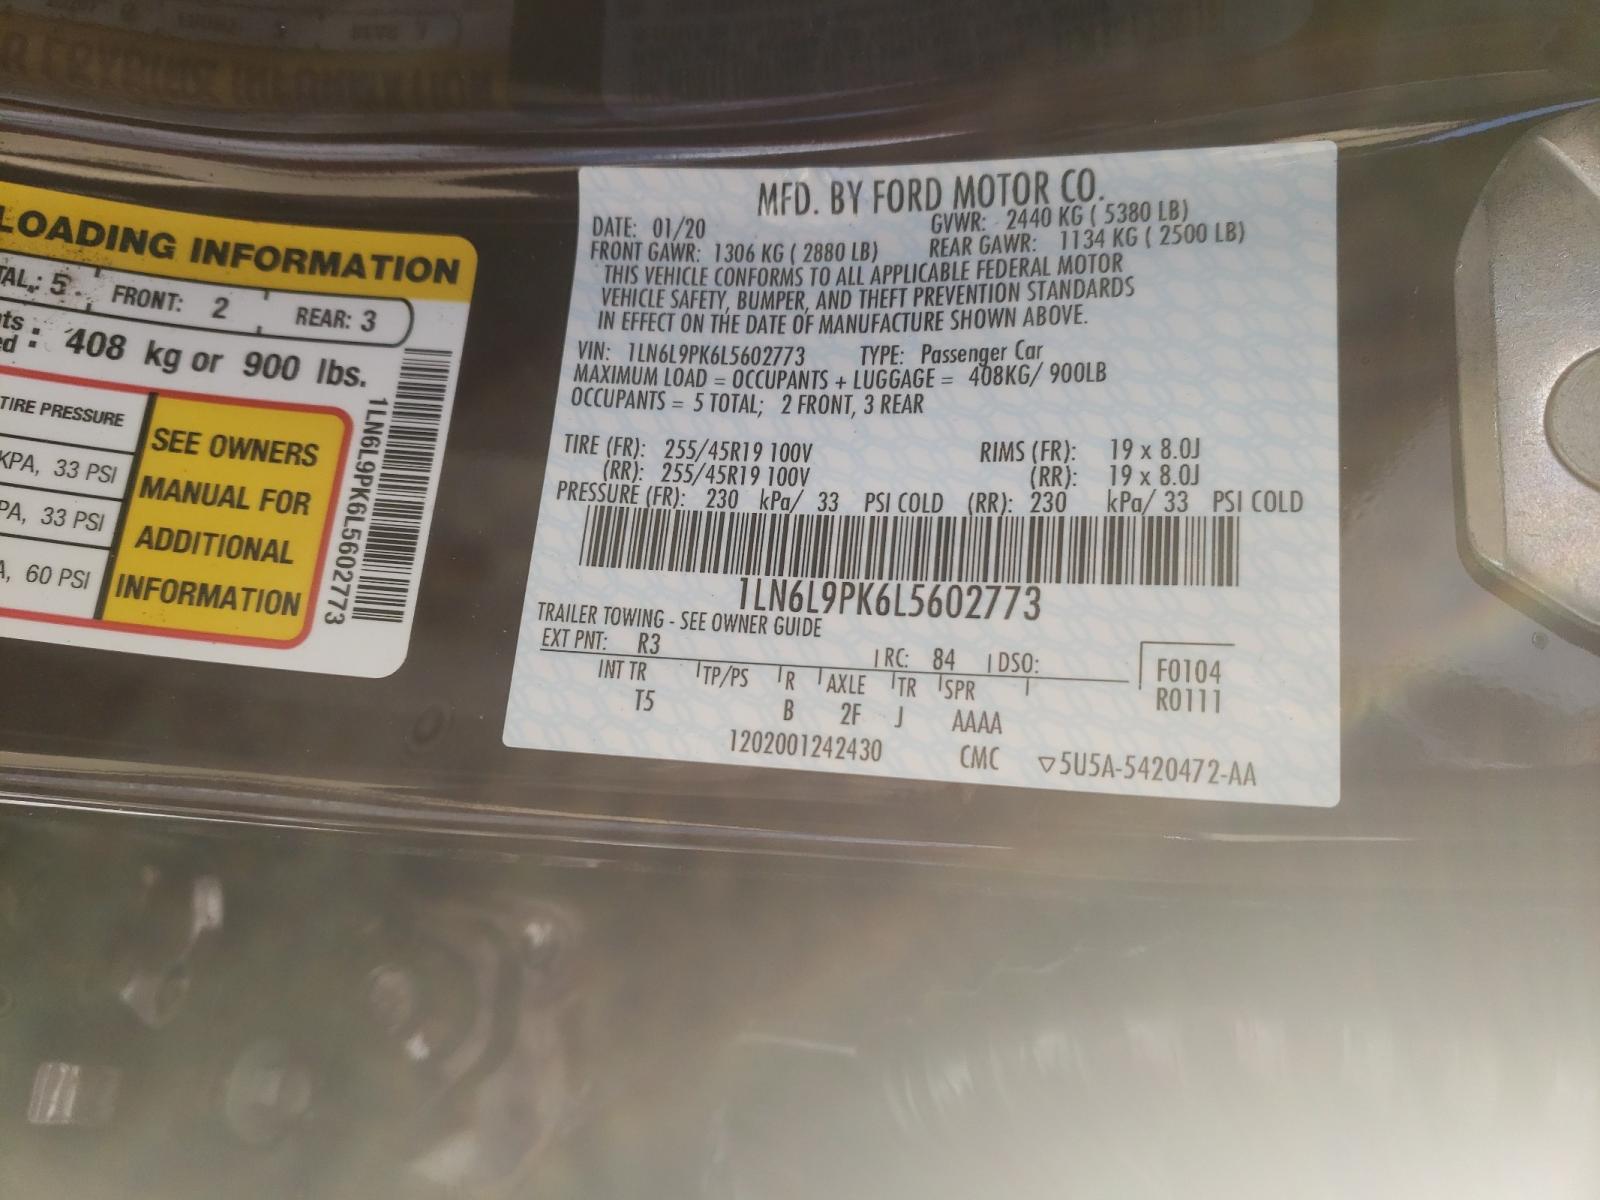 LOADING INFORMATION
TAL: 5 FRONT: 2 REAR: 3
408 kg or 900 lbs.
TIRE PRESSURE
KPA, 33 PSI
PA, 33 PSI
A, 60 PSI
SEE OWNERS
MANUAL FOR
ADDITIONAL
INFORMATION
1LN6L9PK6L5602773
MFD. BY FORD MOTOR CO.
DATE: 01/20 GVWR: 2440 KG ( 5380 LB)
FRONT GAWR: 1306 KG ( 2880 LB) REAR GAWR: 1134 KG ( 2500 LB)
THIS VEHICLE CONFORMS TO ALL APPLICABLE FEDERAL MOTOR
VEHICLE SAFETY, BUMPER, AND THEFT PREVENTION STANDARDS
IN EFFECT ON THE DATE OF MANUFACTURE SHOWN ABOVE.
VIN: 1LN6L9PK6L5602773 TYPE: Passenger Car
MAXIMUM LOAD = OCCUPANTS + LUGGAGE = 408KG/ 900LB
OCCUPANTS = 5 TOTAL; 2 FRONT, 3 REAR
TIRE (FR): 255/45R19 100V RIMS (FR): 19 x 8.0J
(RR): 255/45R19 100V (RR): 19 x 8.0J
PRESSURE (FR): 230 kPa/ 33 PSI COLD (RR): 230 kPa/ 33 PSI COLD
1LN6L9PK6L5602773
TRAILER TOWING - SEE OWNER GUIDE
EXT PNT: R3 RC: 84 DSO: F0104
INT TR TP/PS R AXLE TR SPR R0111
T5 B 2F J AAAA
1202001242430 CMC ▽5U5A-5420472-AA